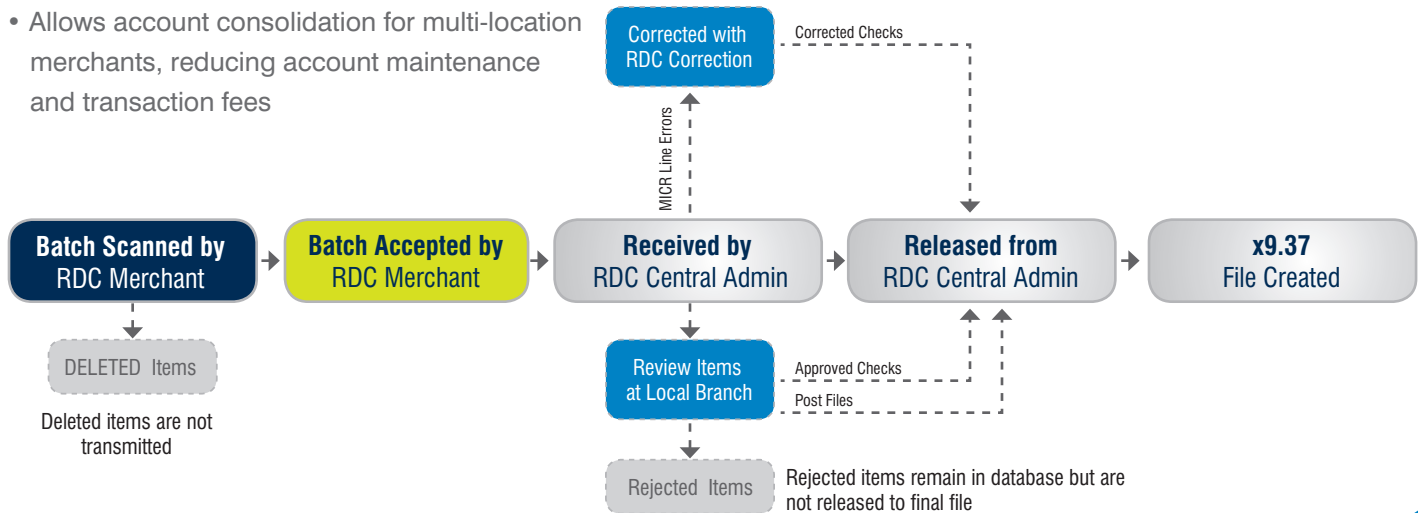 • Allows account consolidation for multi-location
merchants, reducing account maintenance
and transaction fees
Corrected with
RDC Correction
Corrected Checks
MICR Line Errors
Batch Scanned by
RDC Merchant
Batch Accepted by
RDC Merchant
Received by
RDC Central Admin
Released from
RDC Central Admin
x9.37
File Created
DELETED Items
Deleted items are not
transmitted
Review Items
at Local Branch
Approved Checks
Post Files
Rejected Items
Rejected items remain in database but are
not released to final file